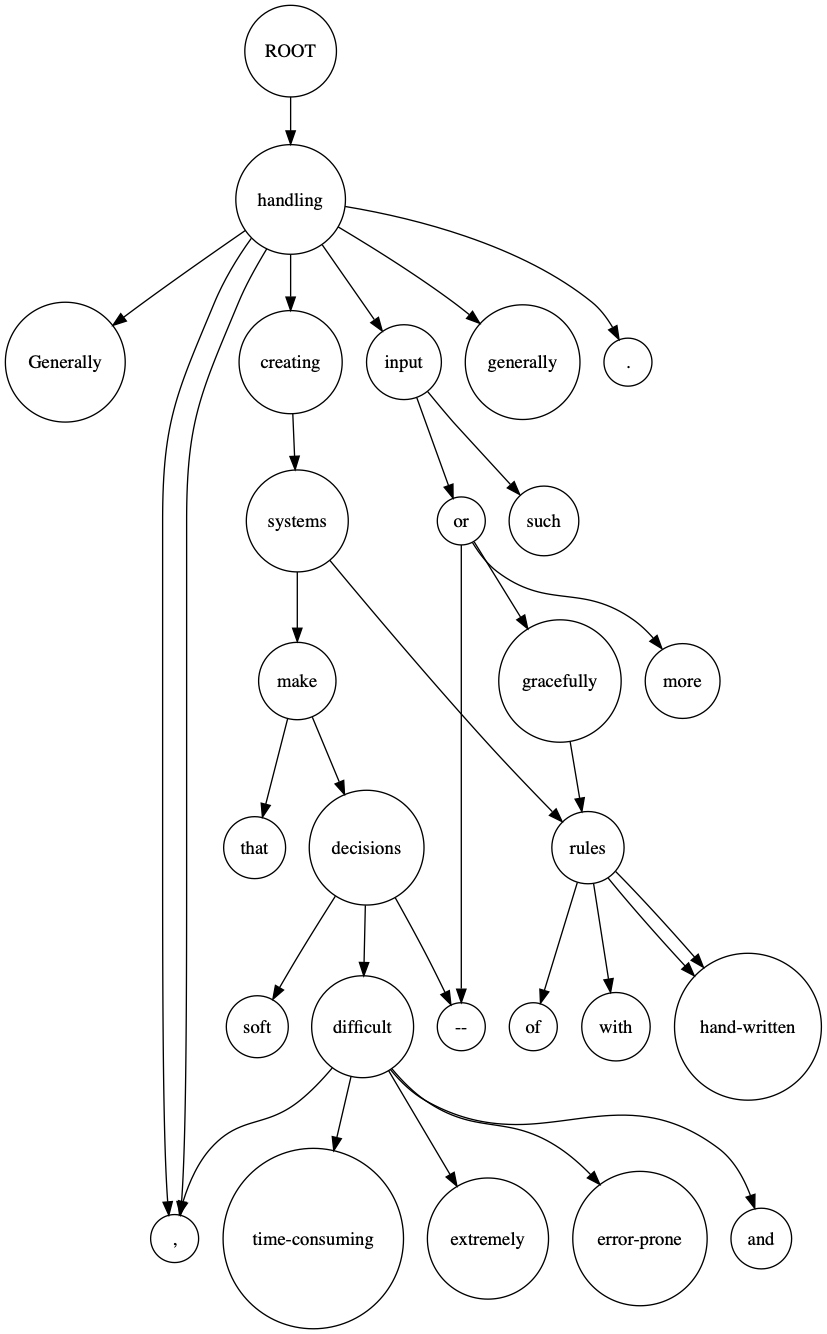 ROOT
handling
Generally
creating
input
generally
.
systems
or
such
make
gracefully
more
that
decisions
rules
soft
difficult
--
of
with
hand-written
,
time-consuming
extremely
error-prone
and